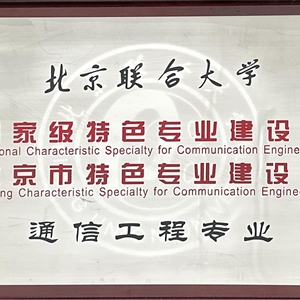 北京联合大学
家级特色专业建设
onal Characteristic Specialty for Communication Engine
京市特色专业建设
ng Characteristic Specialty for Communication Engine
通信工程专业